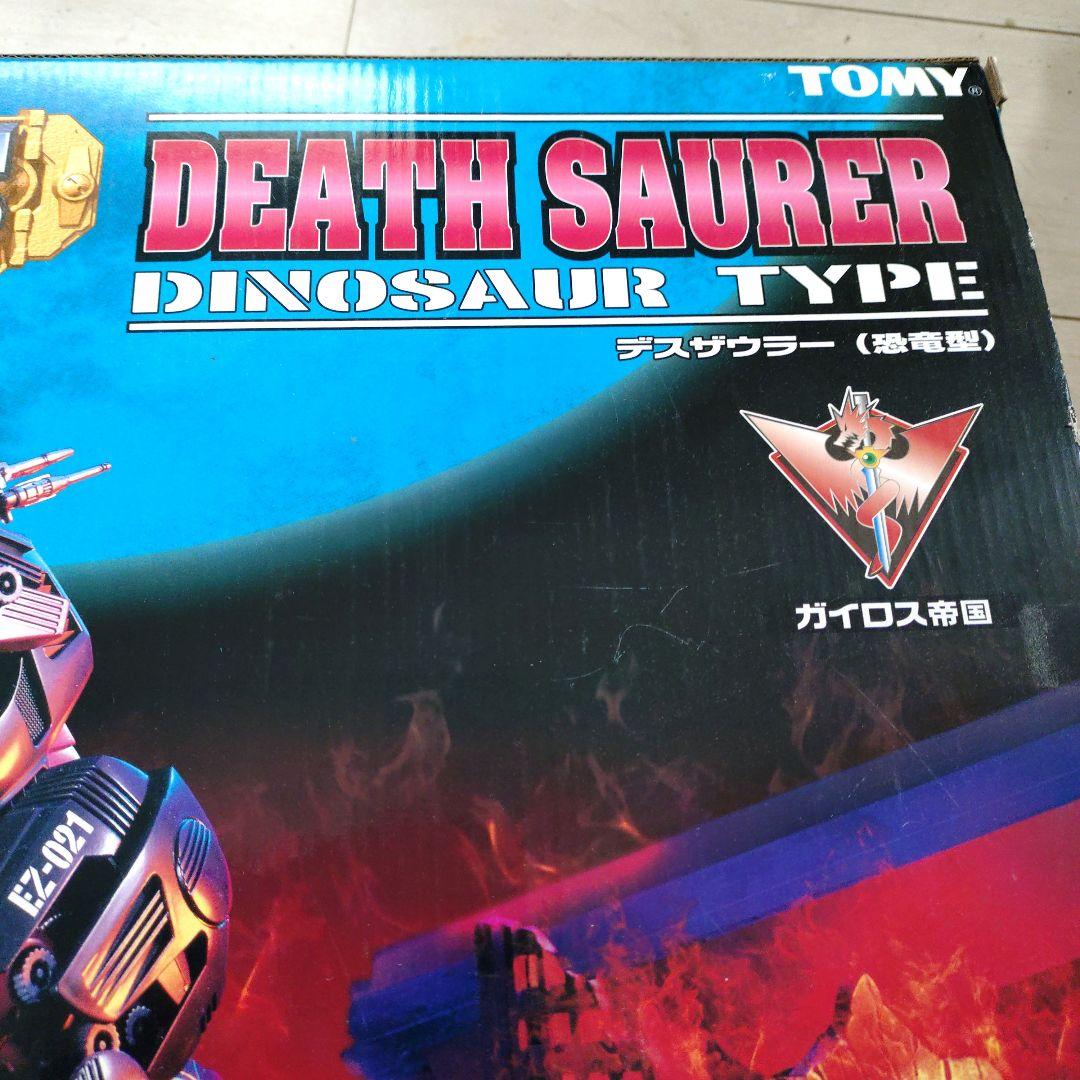 TOMY®
DEATH SAURER
DINOSAUR TYPE
デスザウラー(恐竜型)
ガイロス帝国
EZ-021